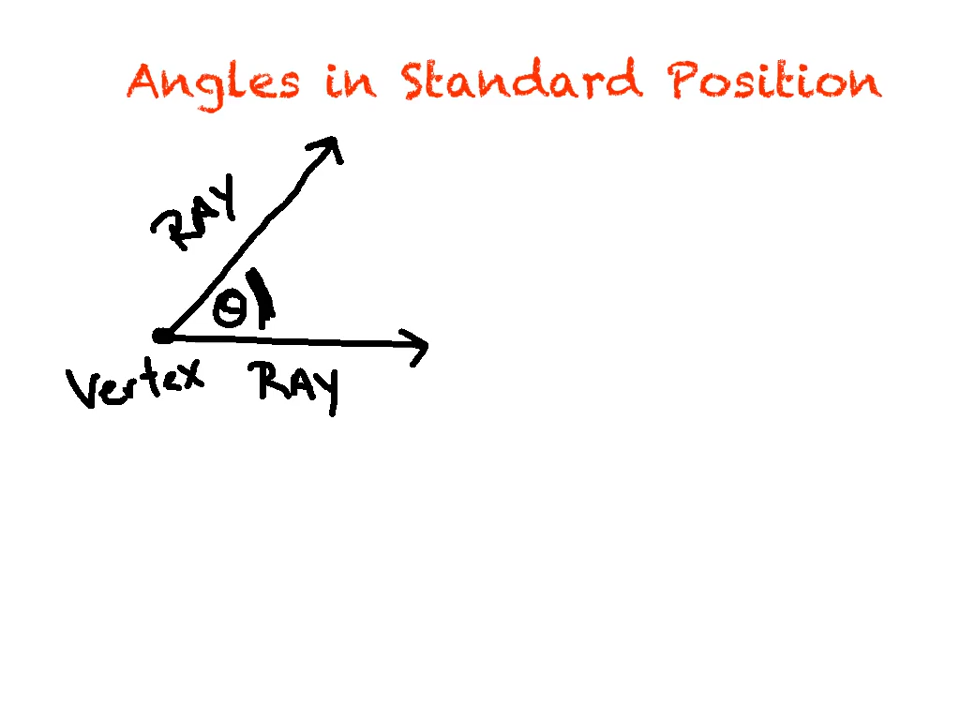 Angles in Standard Position
RAY
θ
Vertex
RAY